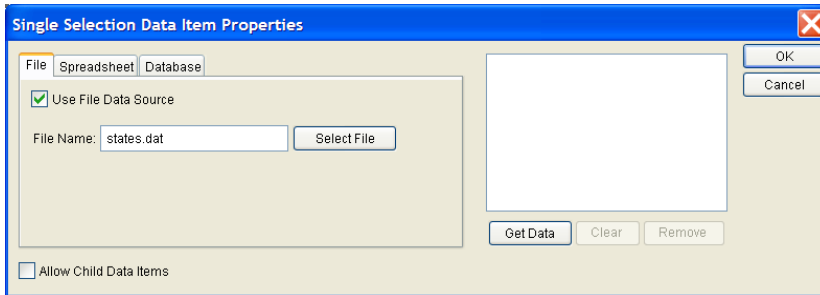 Single Selection Data Item Properties
File Spreadsheet Database
Use File Data Source
File Name: states.dat Select File
OK
Cancel
Get Data Clear Remove
Allow Child Data Items